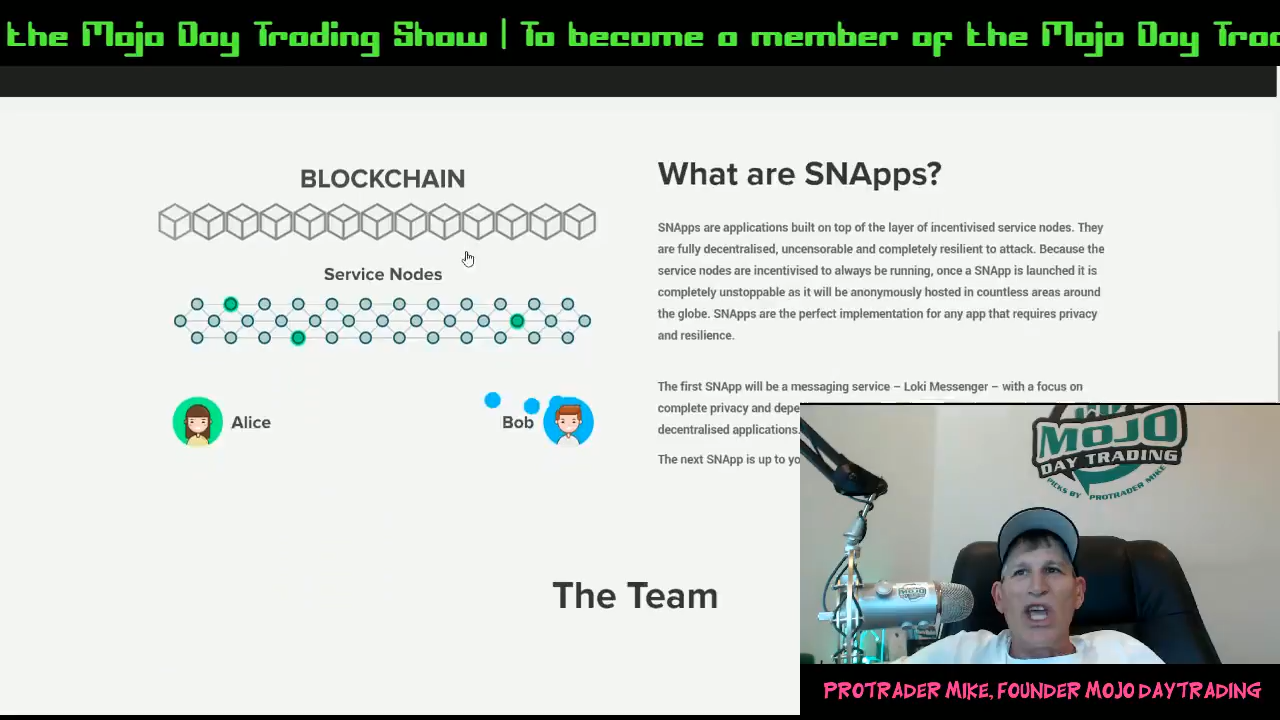 the Mojo Day Trading Show | To become a member of the Mojo Day Trad
BLOCKCHAIN
Service Nodes
Alice
Bob
What are SNApps?
SNApps are applications built on top of the layer of incentivised service nodes. They
are fully decentralised, uncensorable and completely resilient to attack. Because the
service nodes are incentivised to always be running, once a SNApp is launched it is
completely unstoppable as it will be anonymously hosted in countless areas around
the globe. SNApps are the perfect implementation for any app that requires privacy
and resilience.
The first SNApp will be a messaging service – Loki Messenger – with a focus on
complete privacy and depe
decentralised applications.
The next SNApp is up to yo
The Team
MOJO
DAY TRADING
PICKS BY PROTRADER MIKE
MOJO
PROTRADER MIKE, FOUNDER MOJO DAYTRADING